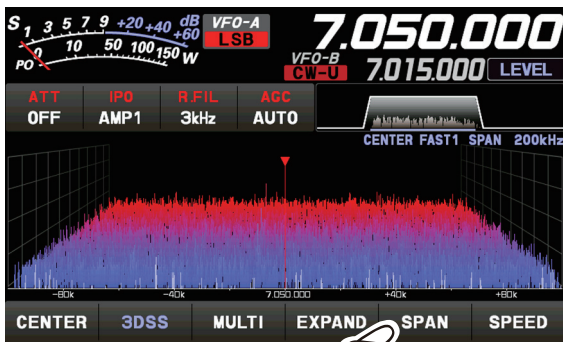 S 1 3 5 7 9 +20 +40 +60 dB
VFO-A
LSB
7.050.000
PO 0 10 50 100 150 W
VFO-B
CW-U
7.015.000
LEVEL
ATT IPO R.FIL AGC
OFF AMP1 3kHz AUTO
CENTER FAST1 SPAN 200kHz
-80k -40k 7.050.000 +40k +80k
CENTER 3DSS MULTI EXPAND SPAN SPEED